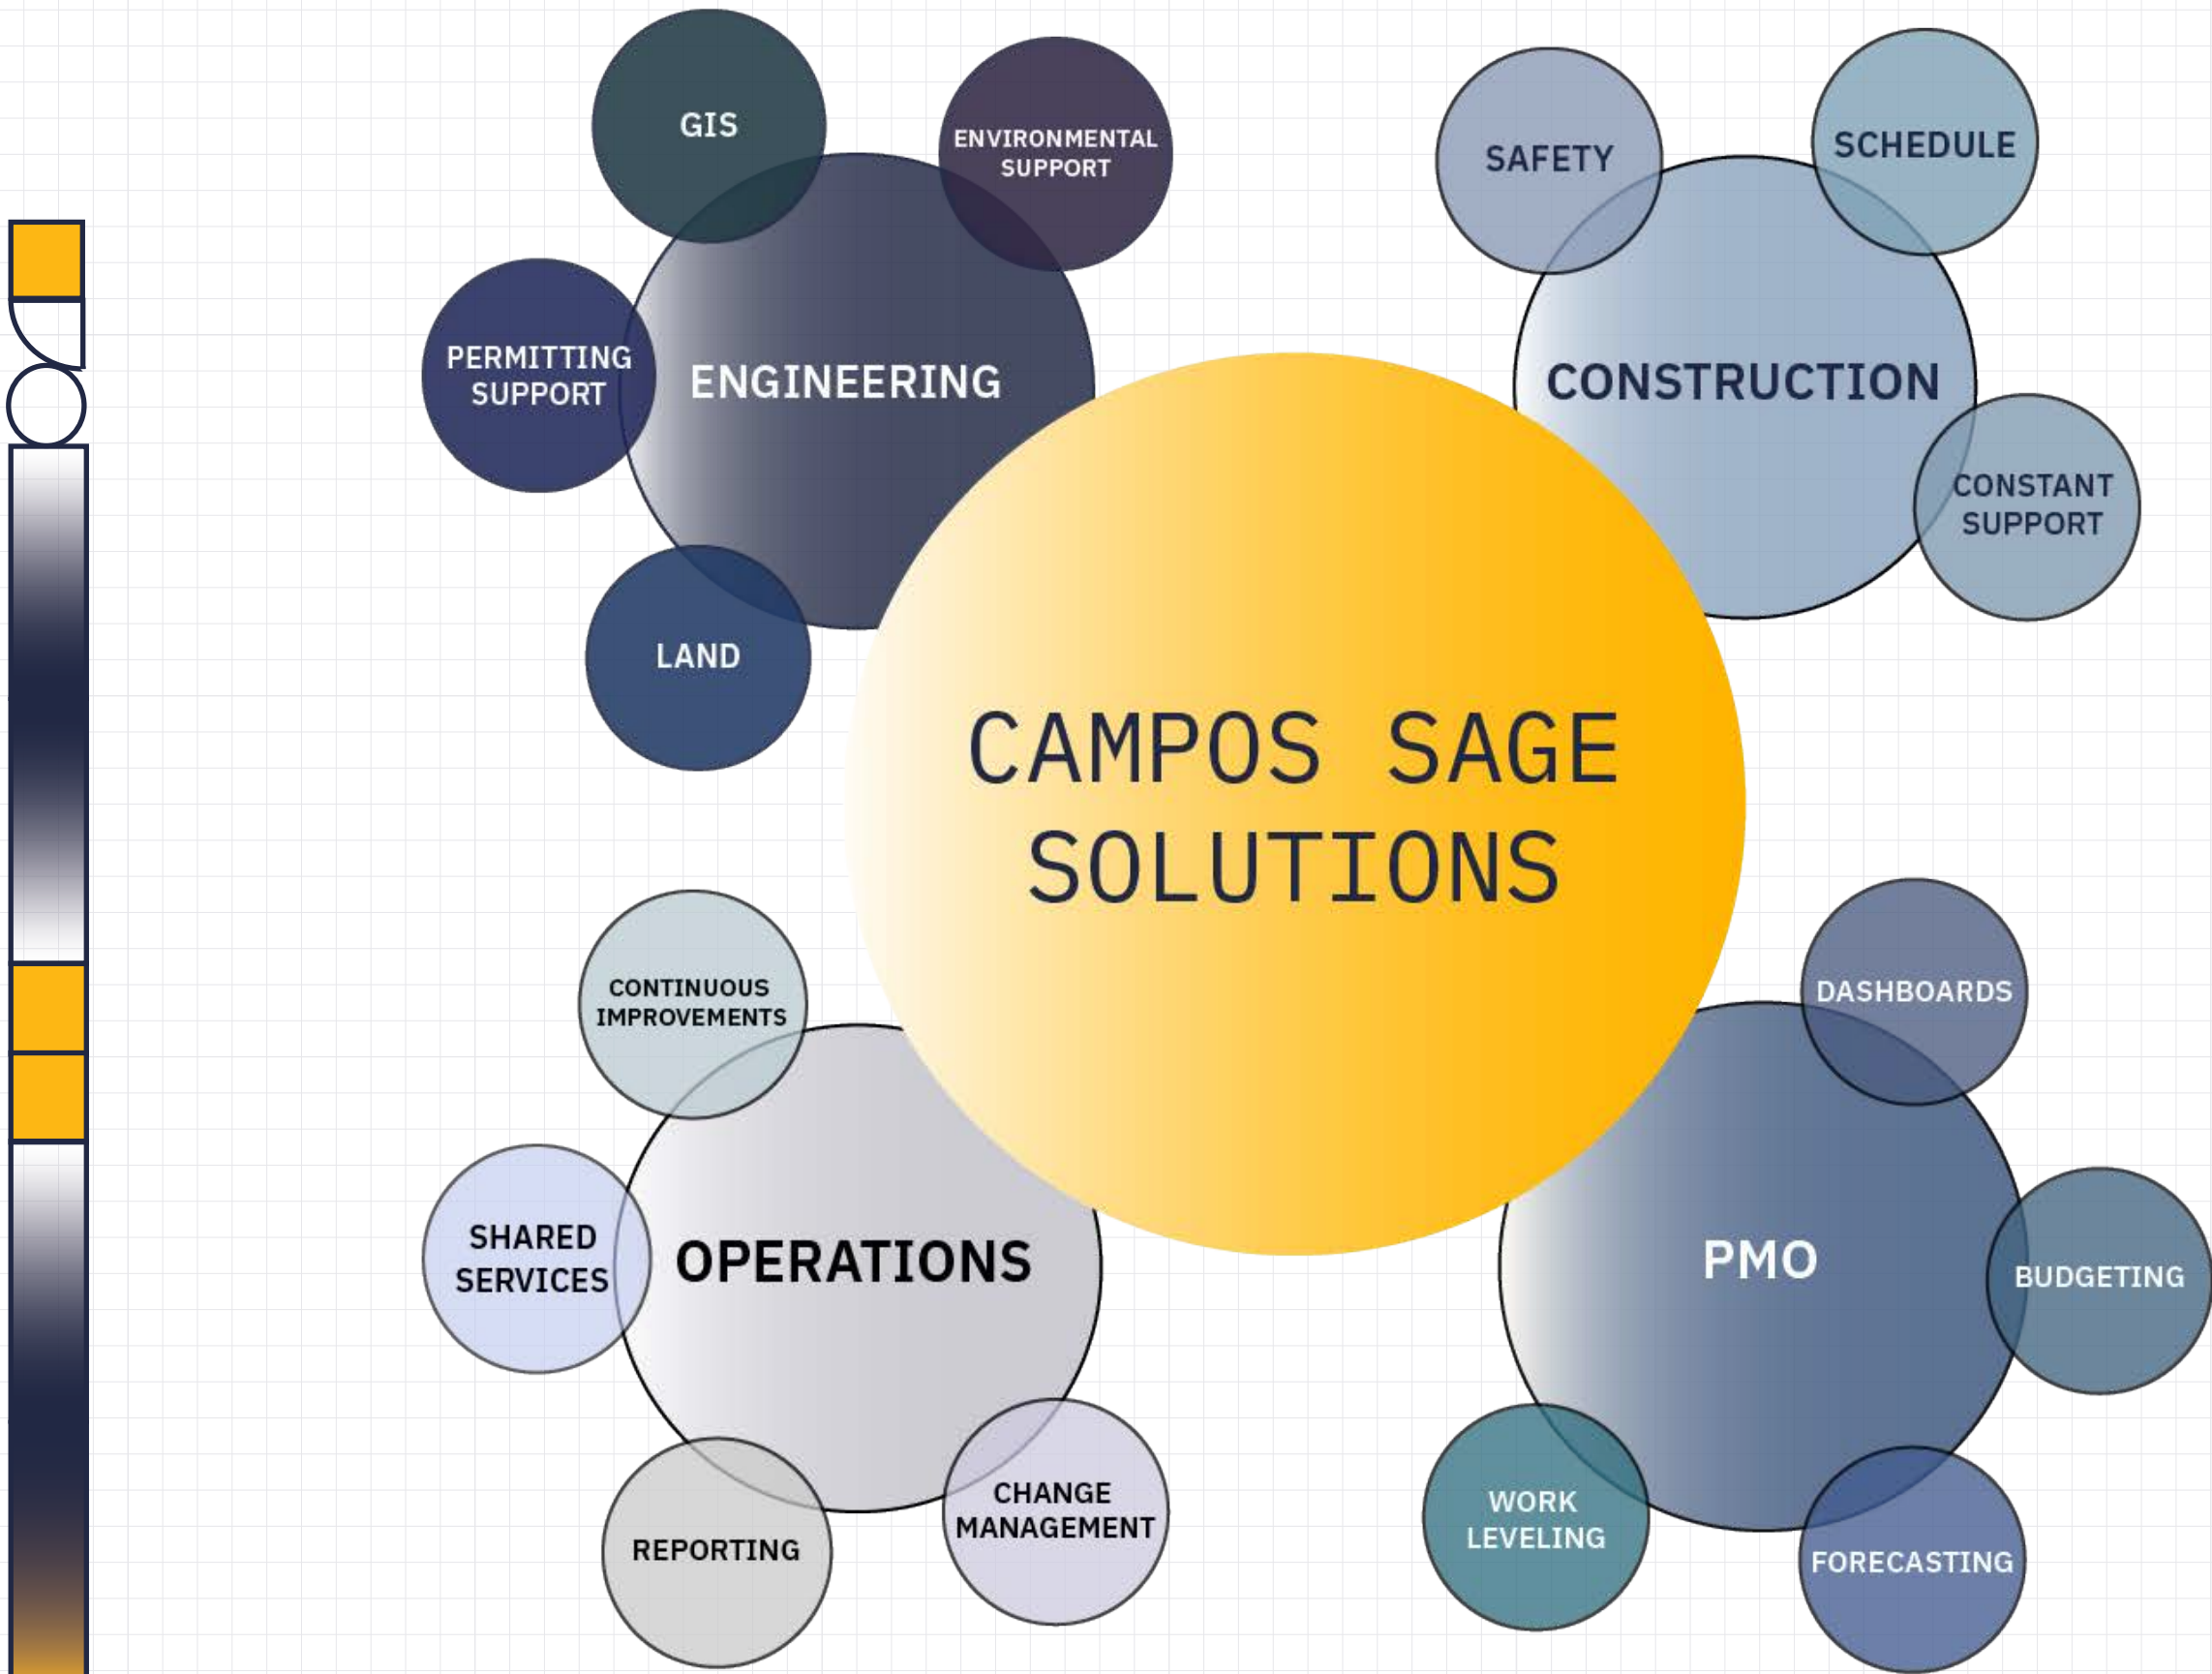 GIS
ENVIRONMENTAL
SUPPORT
PERMITTING
SUPPORT
ENGINEERING
LAND
SAFETY
SCHEDULE
CONSTRUCTION
CONSTANT
SUPPORT
CAMPOS SAGE
SOLUTIONS
CONTINUOUS
IMPROVEMENTS
SHARED
SERVICES
OPERATIONS
REPORTING
CHANGE
MANAGEMENT
DASHBOARDS
PMO
BUDGETING
WORK
LEVELING
FORECASTING